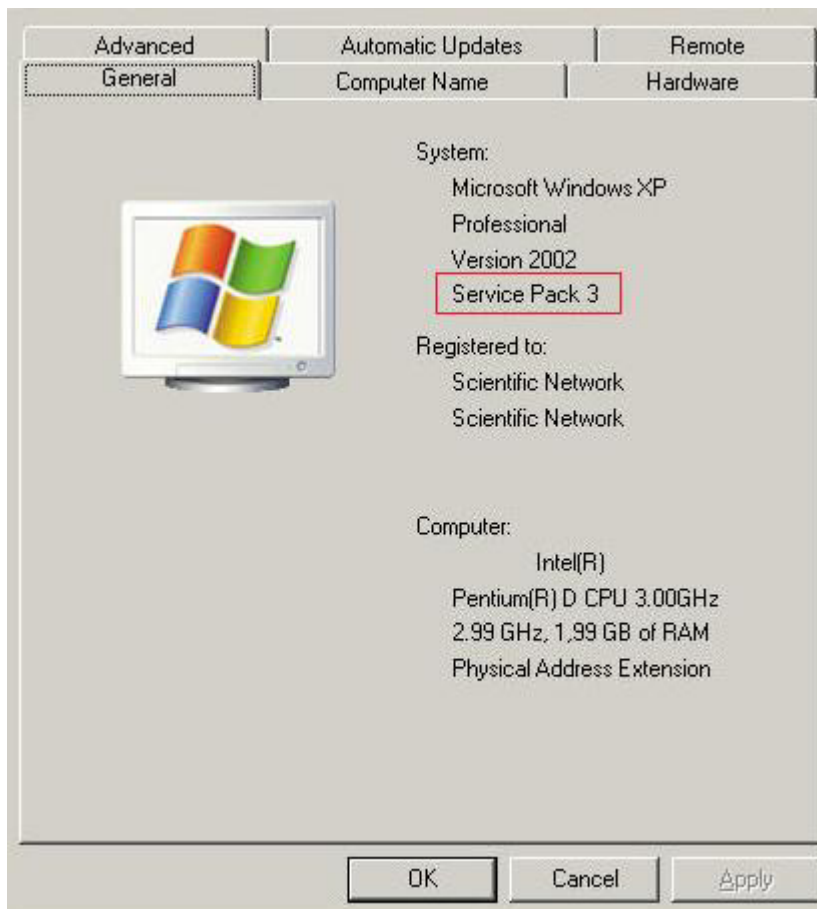 Advanced
Automatic Updates
Remote
General
Computer Name
Hardware
System:
Microsoft Windows XP
Professional
Version 2002
Service Pack 3
Registered to:
Scientific Network
Scientific Network
Computer:
Intel(R)
Pentium(R) D CPU 3.00GHz
2.99 GHz, 1,99 GB of RAM
Physical Address Extension
OK
Cancel
Apply